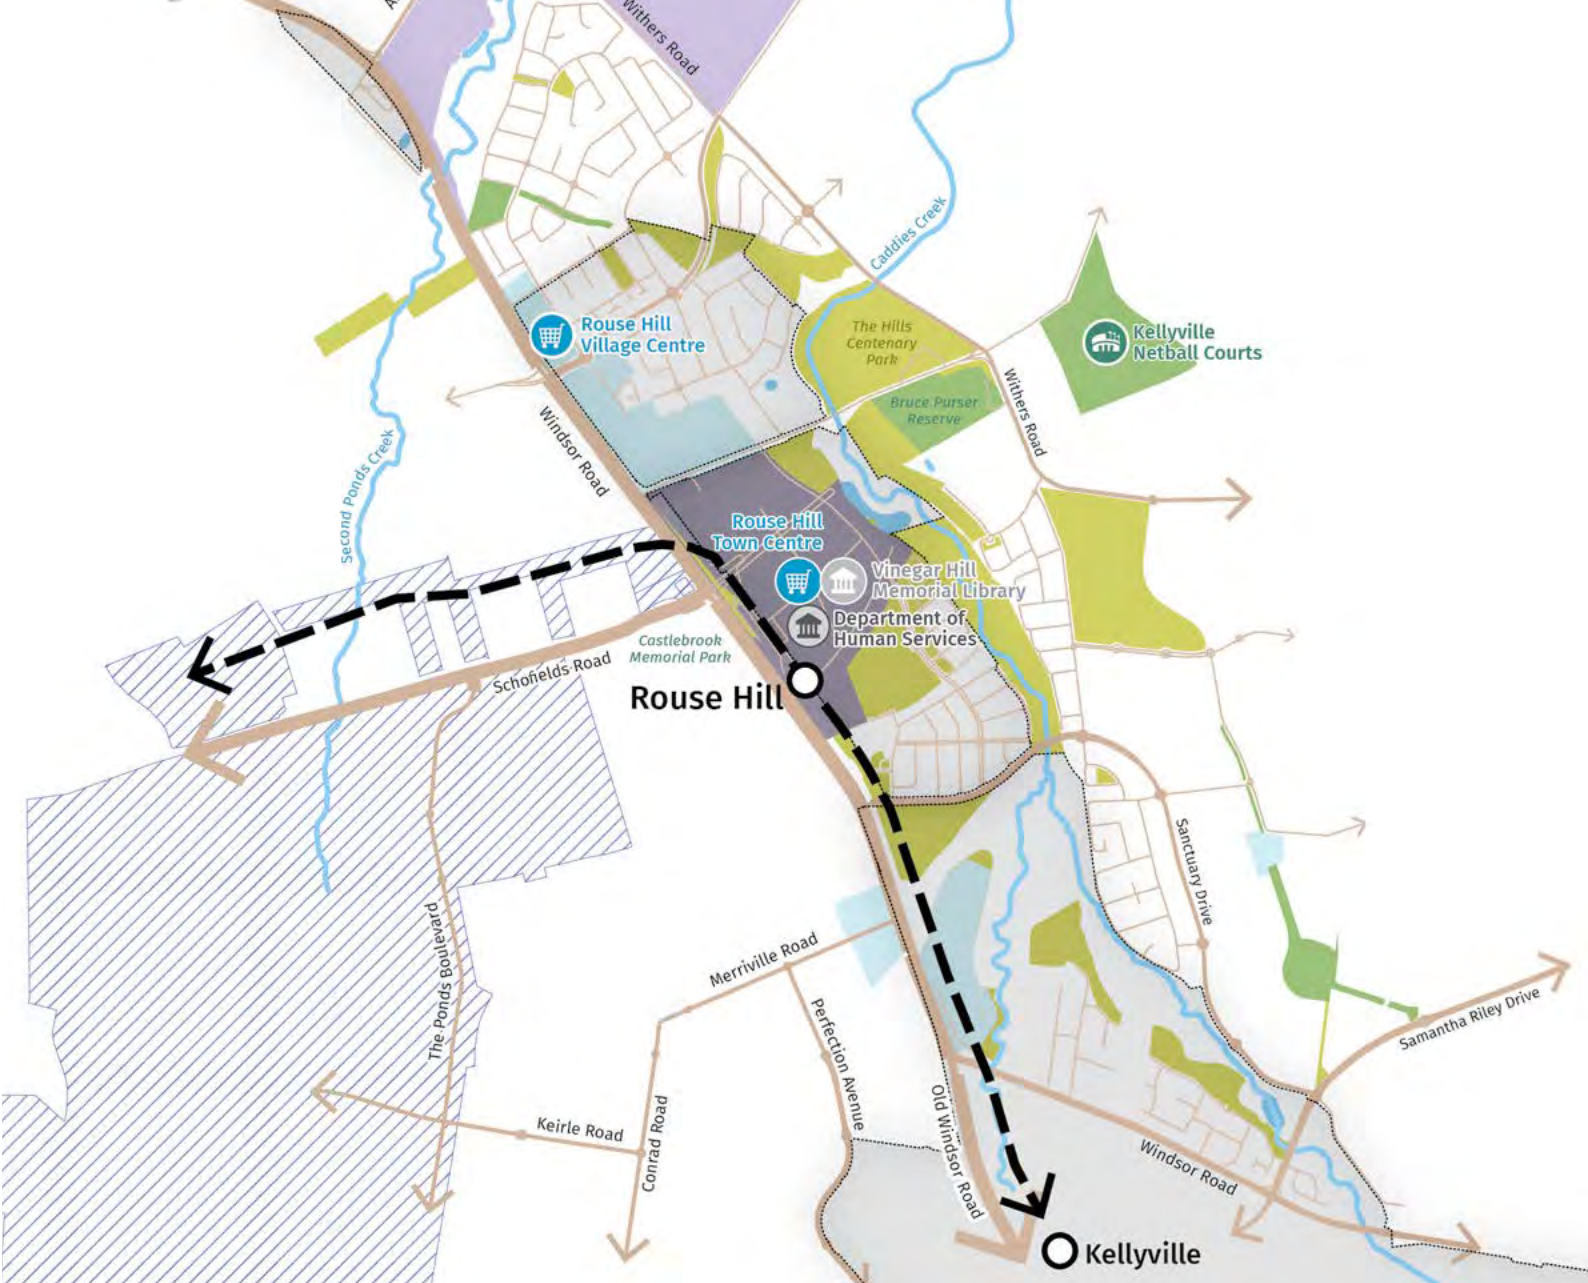 Withers Road
Caddies Creek
Rouse Hill
Village Centre
The Hills
Centenary
Park
Kellyville
Netball Courts
Bruce Purser
Reserve
Withers Road
Windsor Road
Second Ponds Creek
Rouse Hill
Town Centre
Vinegar Hill
Memorial Library
Department of
Human Services
Castlebrook
Memorial Park
Schofields Road
Rouse Hill
Sanctuary Drive
The Ponds Boulevard
Merriville Road
Perfection Avenue
Samantha Riley Drive
Old Windsor Road
Keirle Road
Conrad Road
Windsor Road
Kellyville